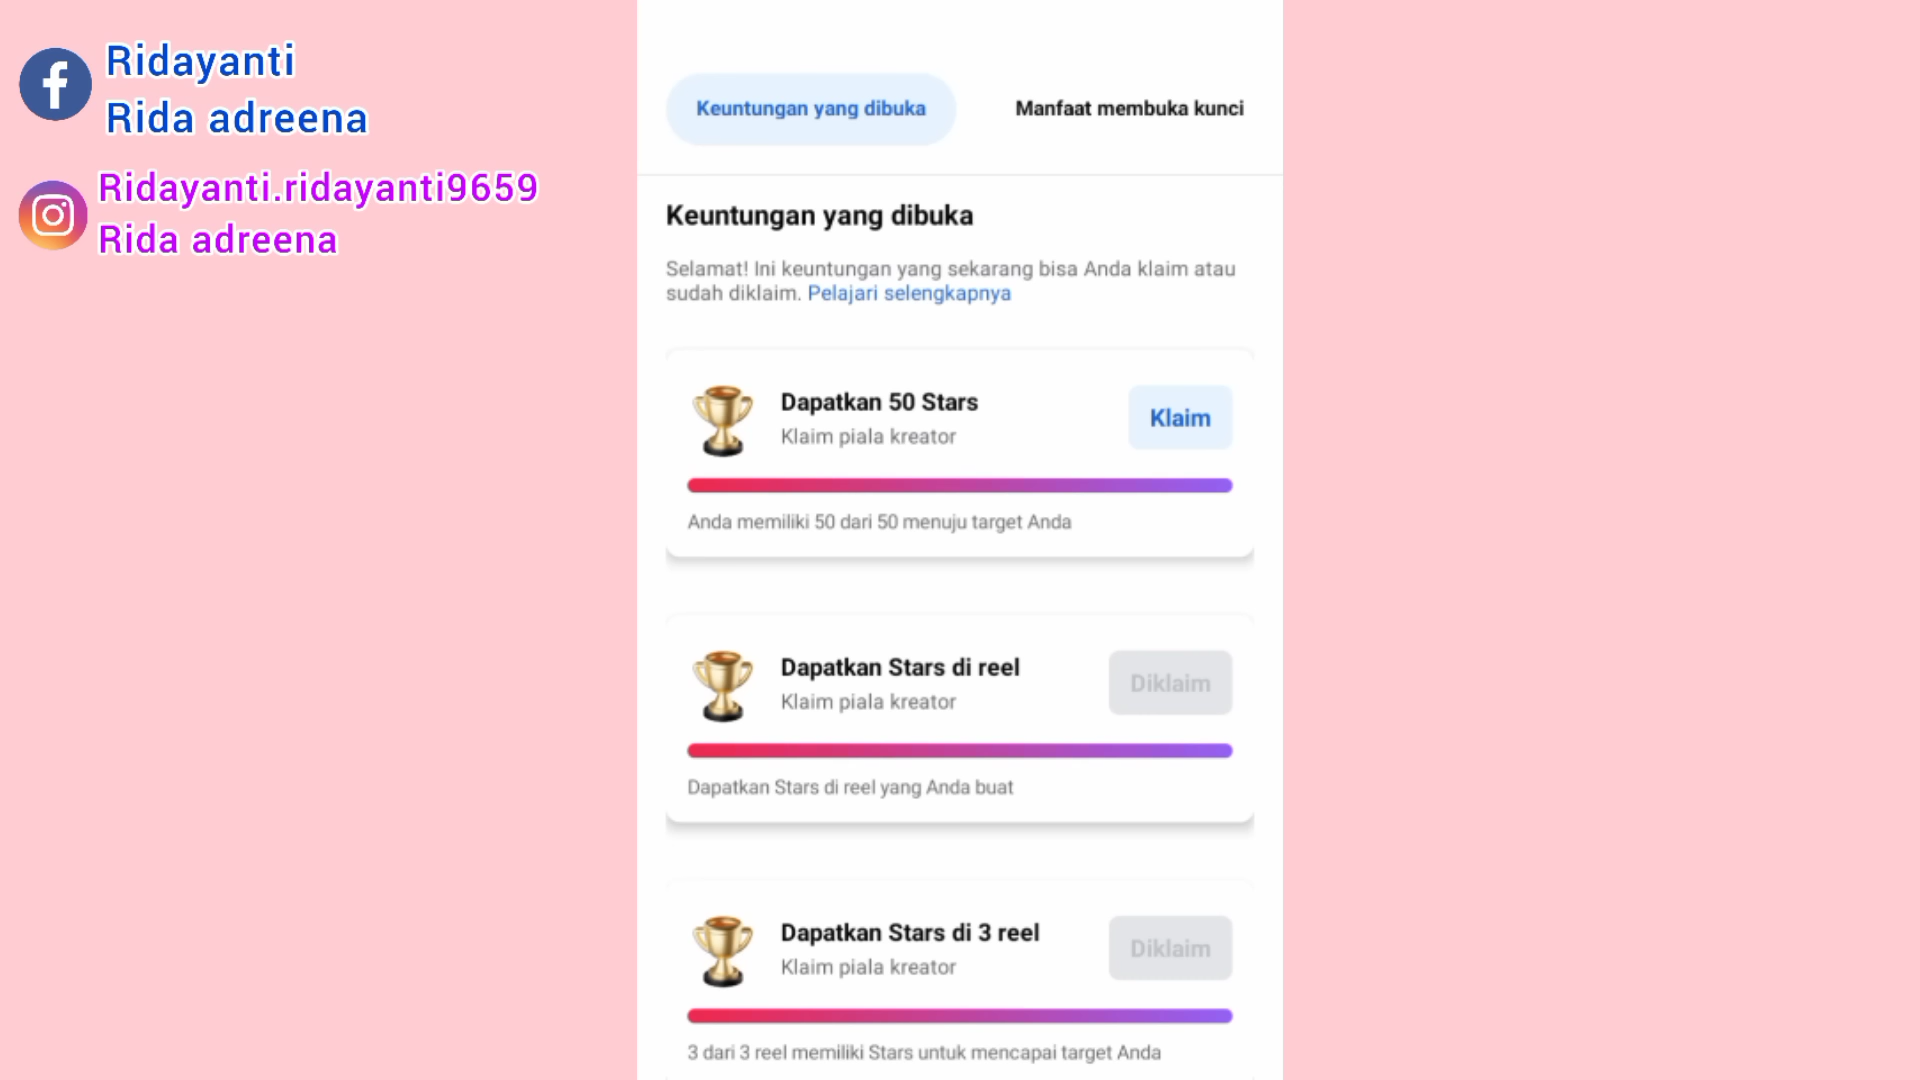 Ridayanti
Rida adreena
Ridayanti.ridayanti9659
Rida adreena
Keuntungan yang dibuka
Manfaat membuka kunci
Keuntungan yang dibuka
Selamat! Ini keuntungan yang sekarang bisa Anda klaim atau
sudah diklaim. Pelajari selengkapnya
Dapatkan 50 Stars
Klaim piala kreator
Klaim
Anda memiliki 50 dari 50 menuju target Anda
Dapatkan Stars di reel
Klaim piala kreator
Diklaim
Dapatkan Stars di reel yang Anda buat
Dapatkan Stars di 3 reel
Klaim piala kreator
Diklaim
3 dari 3 reel memiliki Stars untuk mencapai target Anda